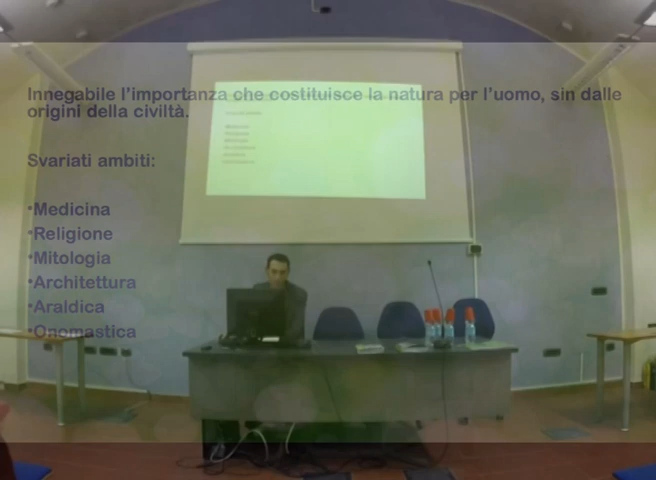 Innegabile l'importanza che costituisce la natura per l'uomo, sin dalle
origini della civiltà.
Svariati ambiti:
•Medicina
•Religione
•Mitologia
•Architettura
•Araldica
•Onomastica